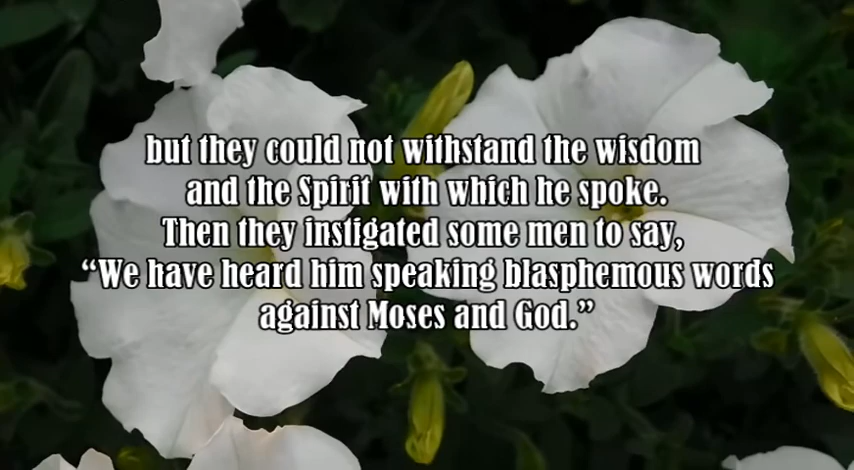 but they could not withstand the wisdom
and the Spirit with which he spoke.
Then they instigated some men to say,
“We have heard him speaking blasphemous words
against Moses and God.”